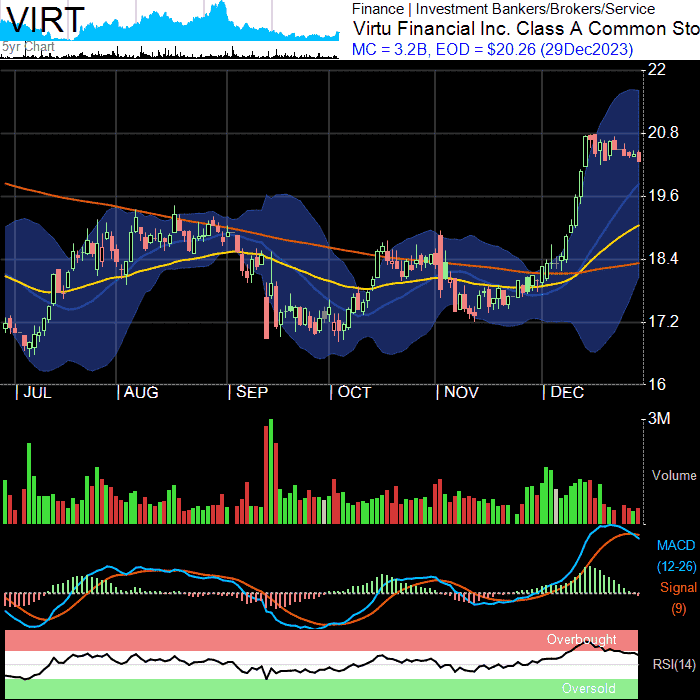 VIRT
5yr Chart
Finance | Investment Bankers/Brokers/Service
Virtu Financial Inc. Class A Common Sto
MC = 3.2B, EOD = $20.26 (29Dec2023)
22
20.8
19.6
18.4
17.2
16
JUL AUG SEP OCT NOV DEC
3M
Volume
MACD
(12-26)
Signal
(9)
Overbought
RSI(14)
Oversold